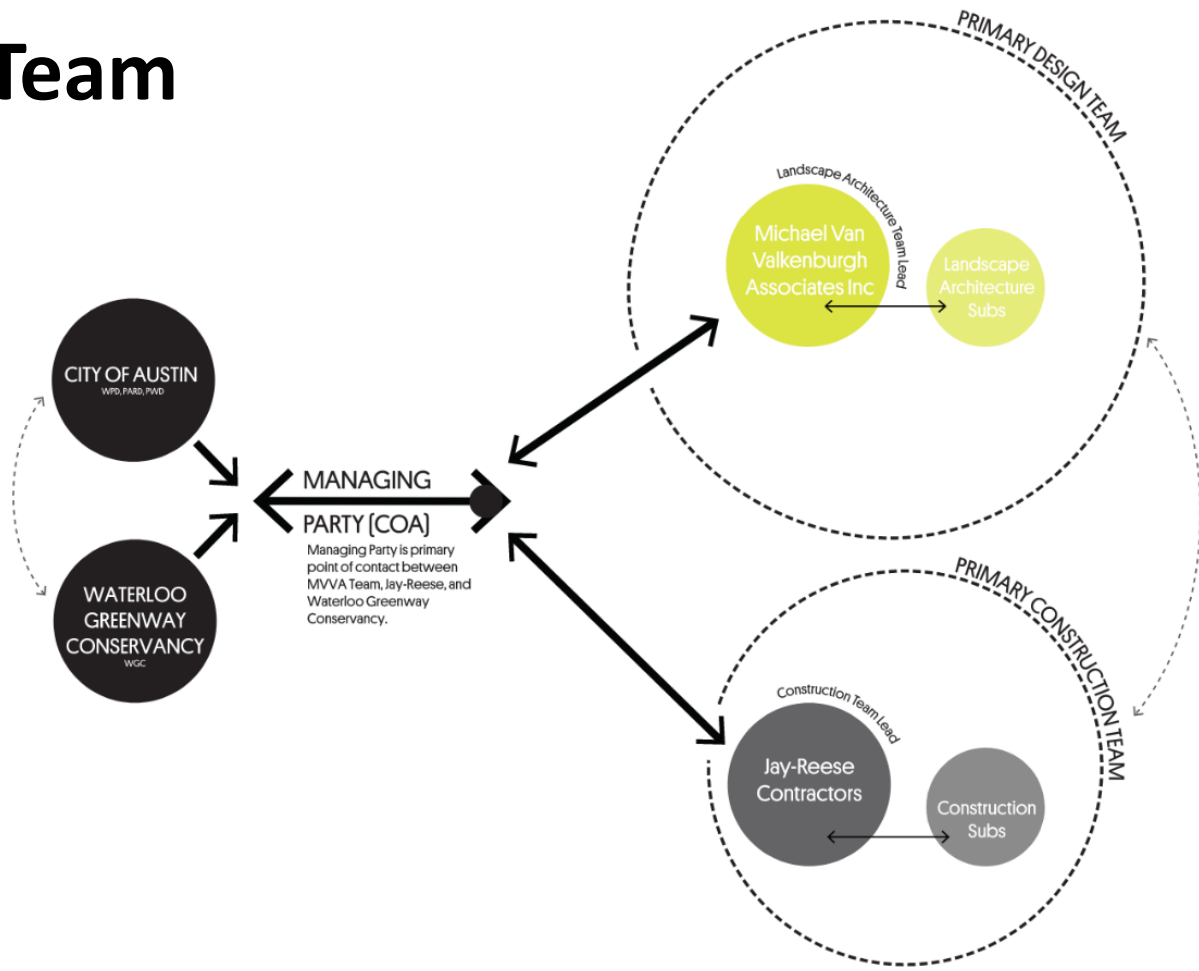 Team
CITY OF AUSTIN
WPD, PARD, PWD
WATERLOO
GREENWAY
CONSERVANCY
WGC
MANAGING
PARTY (COA)
Managing Party is primary
point of contact between
MVVA Team, Jay-Reese, and
Waterloo Greenway
Conservancy.
PRIMARY DESIGN TEAM
Landscape Architecture Team Lead
Michael Van
Valkenburgh
Associates Inc
Landscape
Architecture
Subs
PRIMARY CONSTRUCTION TEAM
Construction Team Lead
Jay-Reese
Contractors
Construction
Subs